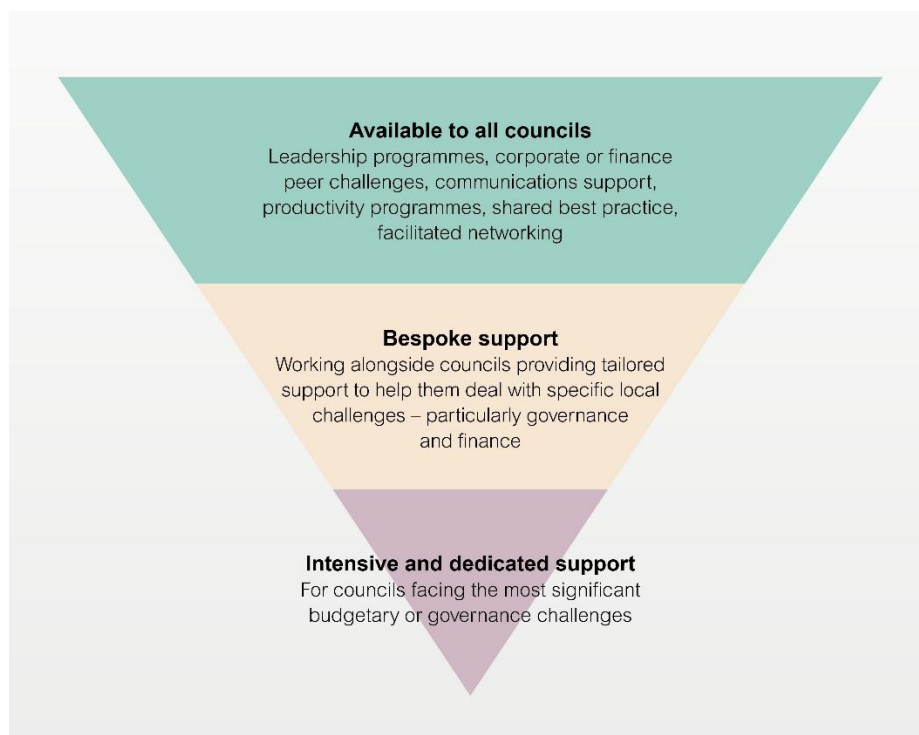 Available to all councils
Leadership programmes, corporate or finance
peer challenges, communications support,
productivity programmes, shared best practice,
facilitated networking
Bespoke support
Working alongside councils providing tailored
support to help them deal with specific local
challenges – particularly governance
and finance
Intensive and dedicated support
For councils facing the most significant
budgetary or governance challenges